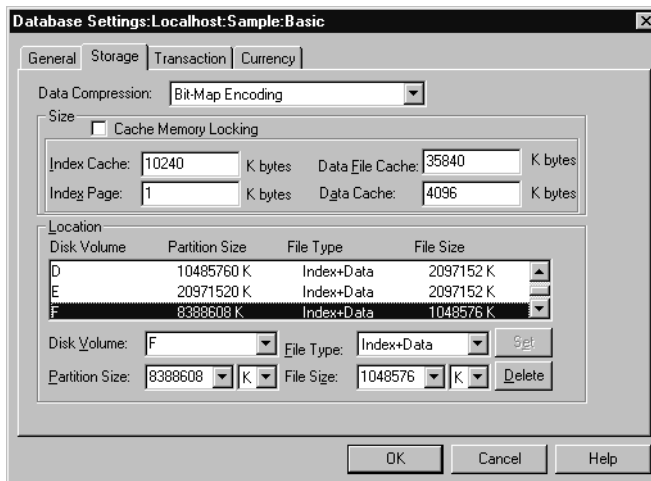 Database Settings:Localhost:Sample:Basic
General Storage Transaction Currency
Data Compression: Bit-Map Encoding
Size
Cache Memory Locking
Index Cache: 10240 K bytes Data File Cache: 35840 K bytes
Index Page: 1 K bytes Data Cache: 4096 K bytes
Location
Disk Volume Partition Size File Type File Size
D 10485760 K Index+Data 2097152 K
E 20971520 K Index+Data 2097152 K
F 8388608 K Index+Data 1048576 K
Disk Volume: F File Type: Index+Data Set
Partition Size: 8388608 K File Size: 1048576 K Delete
OK Cancel Help